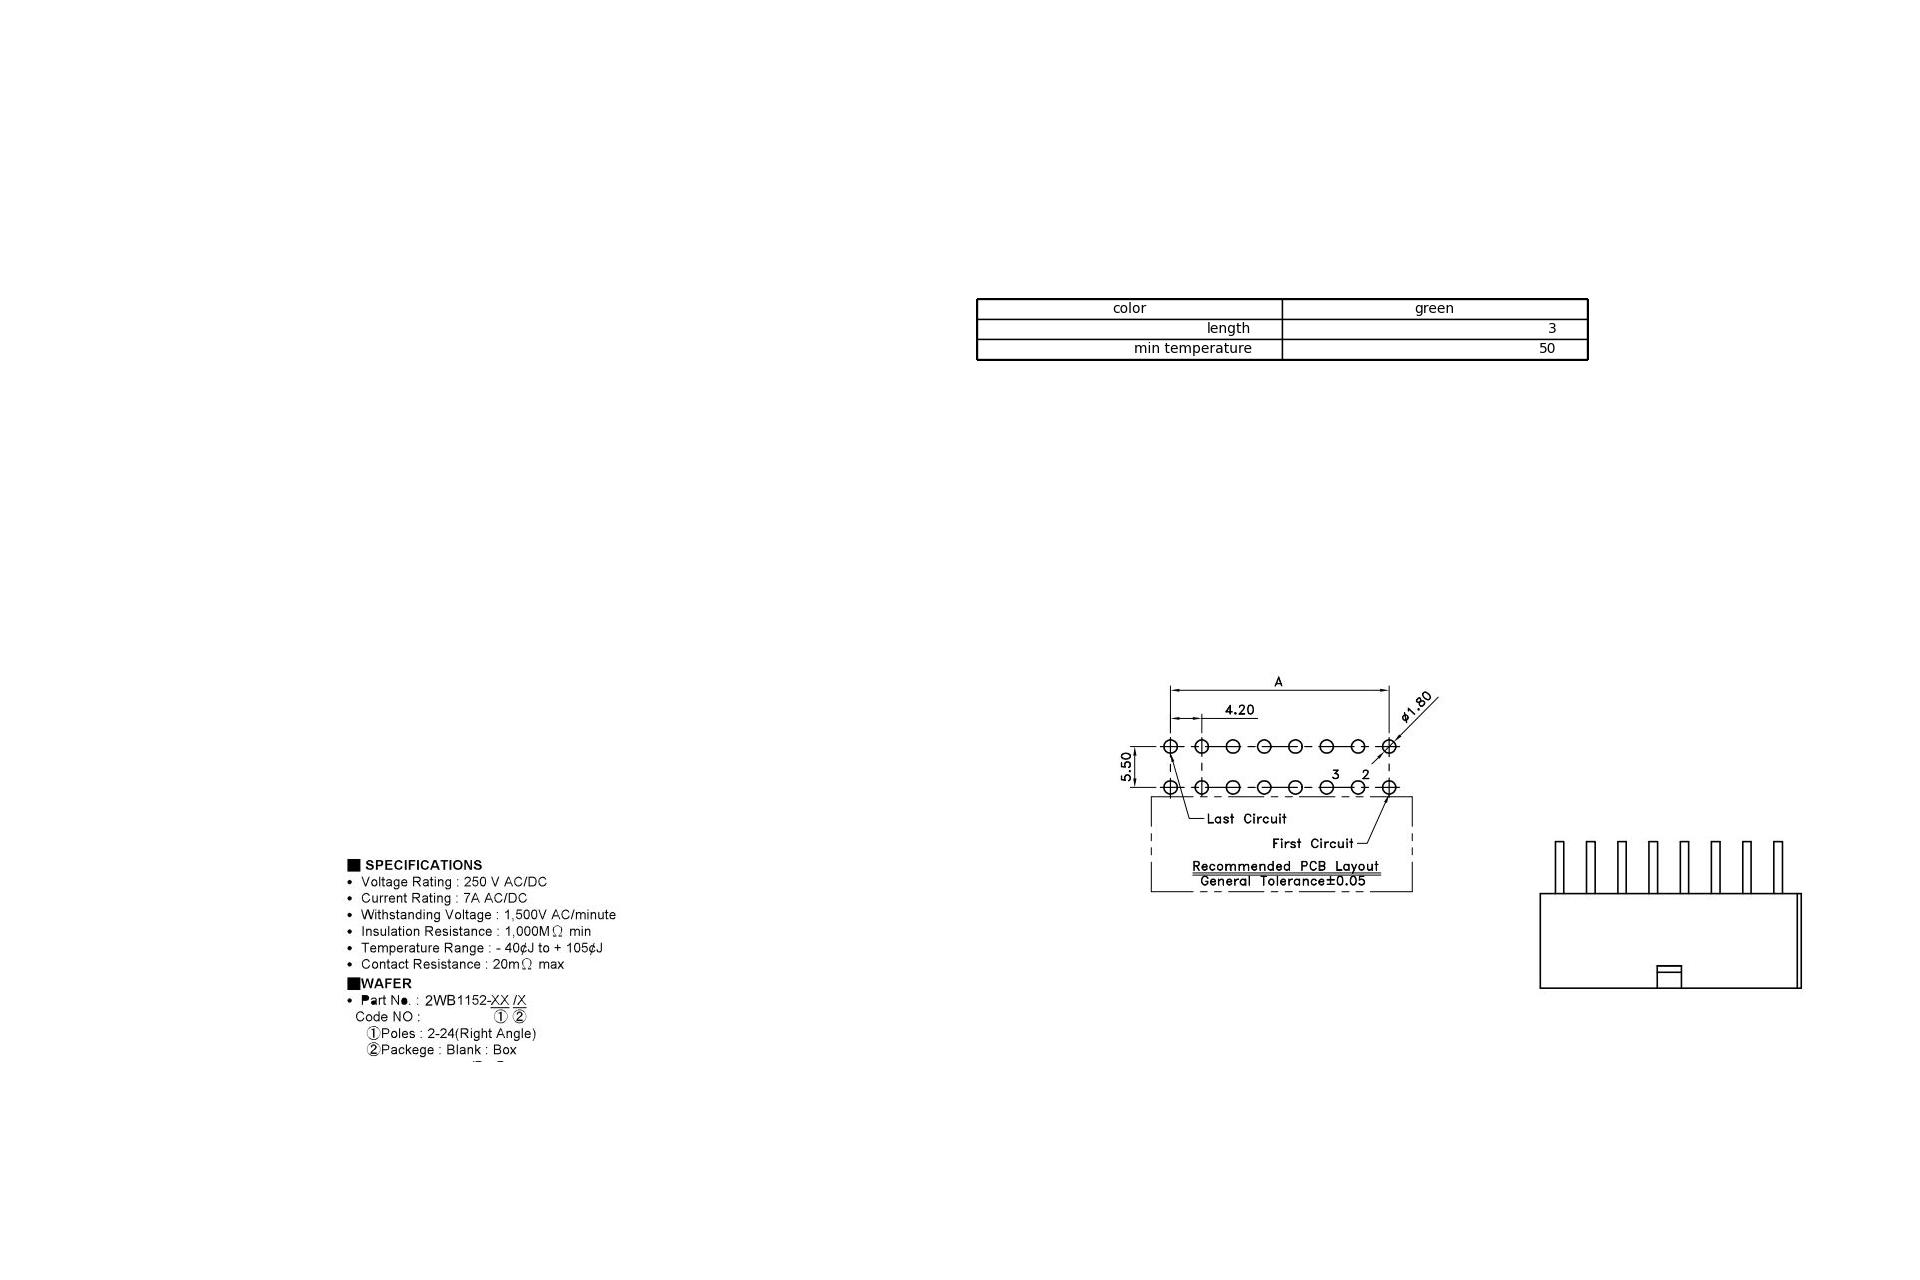 color green
length 3
min temperature 50
A
4.20
ø1.80
5.50
3 2
Last Circuit
First Circuit
Recommended PCB Layout
General Tolerance±0.05
■ SPECIFICATIONS
• Voltage Rating : 250 V AC/DC
• Current Rating : 7A AC/DC
• Withstanding Voltage : 1,500V AC/minute
• Insulation Resistance : 1,000MΩ min
• Temperature Range : - 40¢J to + 105¢J
• Contact Resistance : 20mΩ max
■WAFER
• Part No. : 2WB1152-XX /X
Code NO : ① ②
①Poles : 2-24(Right Angle)
②Packege : Blank : Box